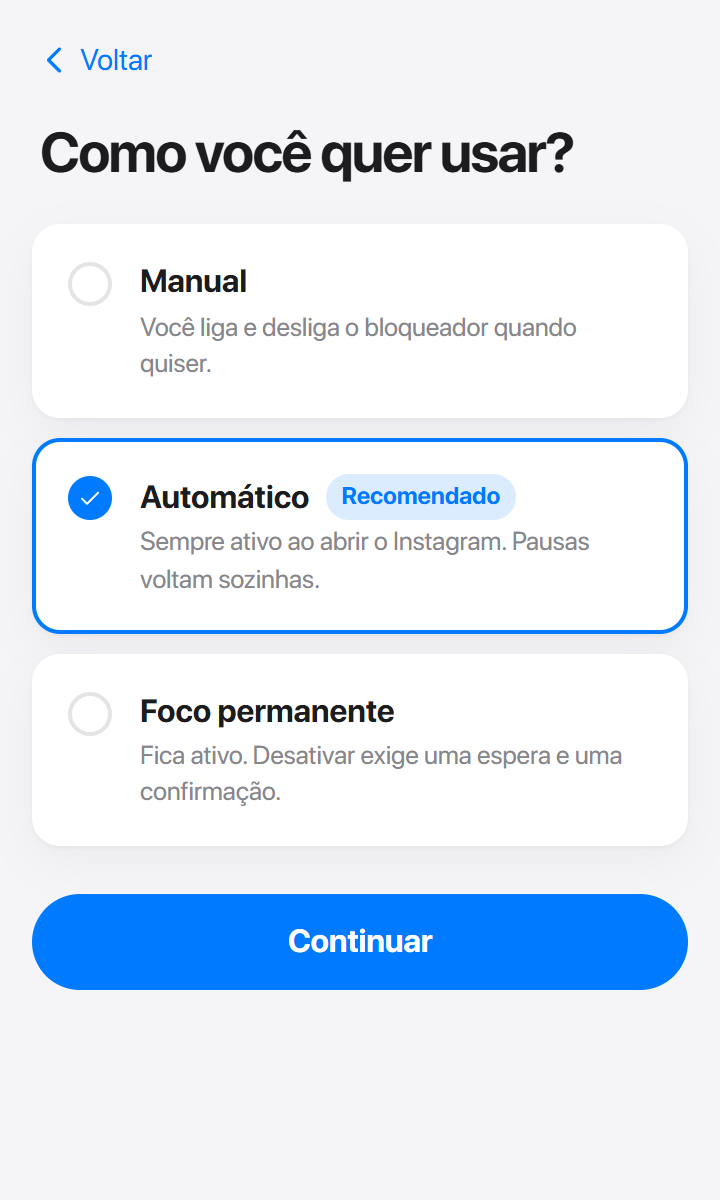 Voltar
Como você quer usar?
Manual
Você liga e desliga o bloqueador quando
quiser.
Automático Recomendado
Sempre ativo ao abrir o Instagram. Pausas
voltam sozinhas.
Foco permanente
Fica ativo. Desativar exige uma espera e uma
confirmação.
Continuar